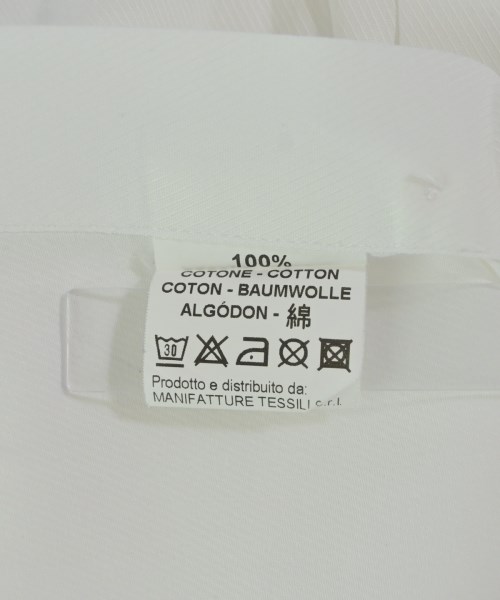 100%
COTONE - COTTON
COTON - BAUMWOLLE
ALGÓDON - 綿
30
Prodotto e distribuito da:
MANIFATTURE TESSILI s.r.l.